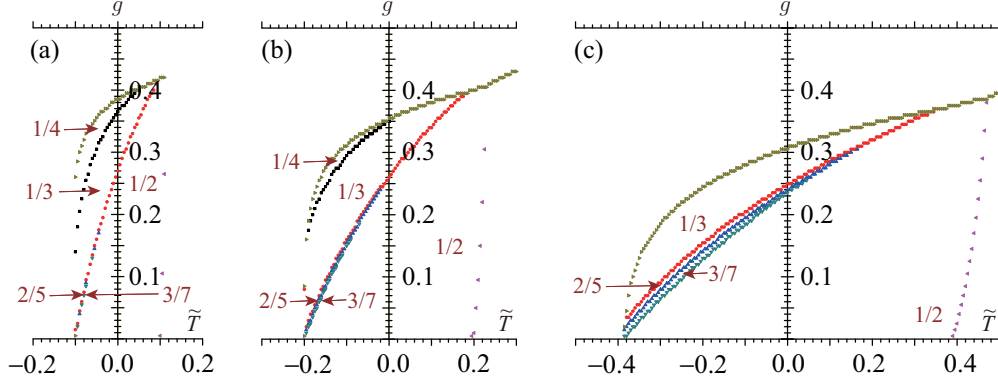 g g g
(a) (b) (c)
0.4 0.4 0.4
1/4 1/4
0.3 0.3 0.3
1/3 1/2 1/3 1/3
0.2 0.2 0.2
1/2
0.1 0.1 0.1
2/5 3/7 2/5 3/7 2/5 3/7
T̃ T̃ 1/2 T̃
−0.2 0.0 0.2 −0.2 0.0 0.2 −0.4 −0.2 0.0 0.2 0.4